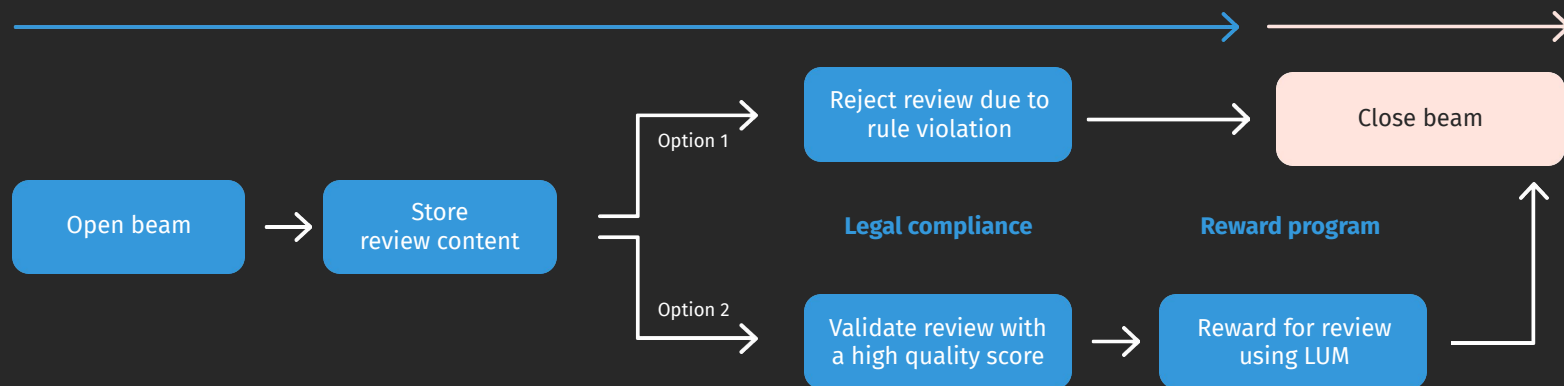 Open beam
Store
review content
Option 1
Reject review due to
rule violation
Close beam
Legal compliance
Reward program
Option 2
Validate review with
a high quality score
Reward for review
using LUM